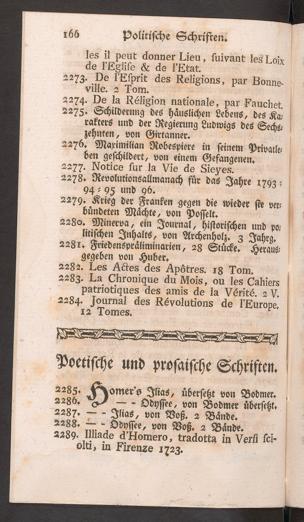 166 Politische Schriften.
les il peut donner Lieu, suivant les Loix
de l'Eglise & de l'Etat.
2273. De l'Esprit des Religions, par Bonne-
ville. 2 Tom.
2274. De la Réligion nationale, par Fauchet.
2275. Schilderung des häuslichen Lebens, des Ka-
rakters und der Regierung Ludwigs des Sechs-
zehnten, von Girtanner.
2276. Maximilian Robespiere in seinem Privatle-
ben geschildert, von einem Gefangenen.
2277. Notice sur la Vie de Sieyes.
2278. Revolutionsallmanach für das Jahre 1793:
94: 95 und 96.
2279. Krieg der Franken gegen die wieder sie ver-
bündeten Mächte, von Posselt.
2280. Minerva, ein Journal, historischen und po-
litischen Inhalts, von Archenholz. 3 Jahrg.
2281. Friedenspräliminarien, 28 Stücke. Heraus-
gegeben von Huber.
2282. Les Actes des Apôtres. 18 Tom.
2283. La Chronique du Mois, ou les Cahiers
patriotiques des amis de la Vérité. 2 V.
2284. Journal des Révolutions de l'Europe.
12 Tomes.
Poetische und prosaische Schriften.
2285. Homer's Ilias, übersetzt von Bodmer.
2286. — - Odyssee, von Bodmer übersetzt.
2287. — - Ilias, von Voß. 2 Bände.
2288. — - Odyssee, von Voß. 2 Bände.
2289. Illiade d'Homero, tradotta in Versi sci-
olti, in Firenze 1723.